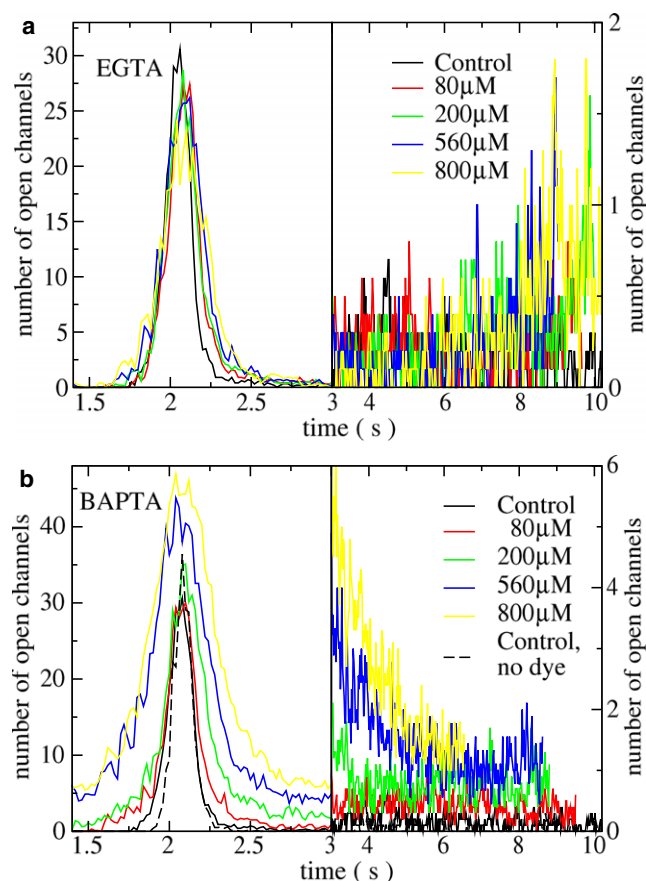 a
EGTA
number of open channels
30
25
20
15
10
5
0
1.5
2
2.5
3
4
6
8
10
time ( s )
Control
80µM
200µM
560µM
800µM
2
1
0
number of open channels
b
BAPTA
number of open channels
40
30
20
10
0
1.5
2
2.5
3
4
6
8
10
time ( s )
Control
80µM
200µM
560µM
800µM
Control,
no dye
6
4
2
0
number of open channels